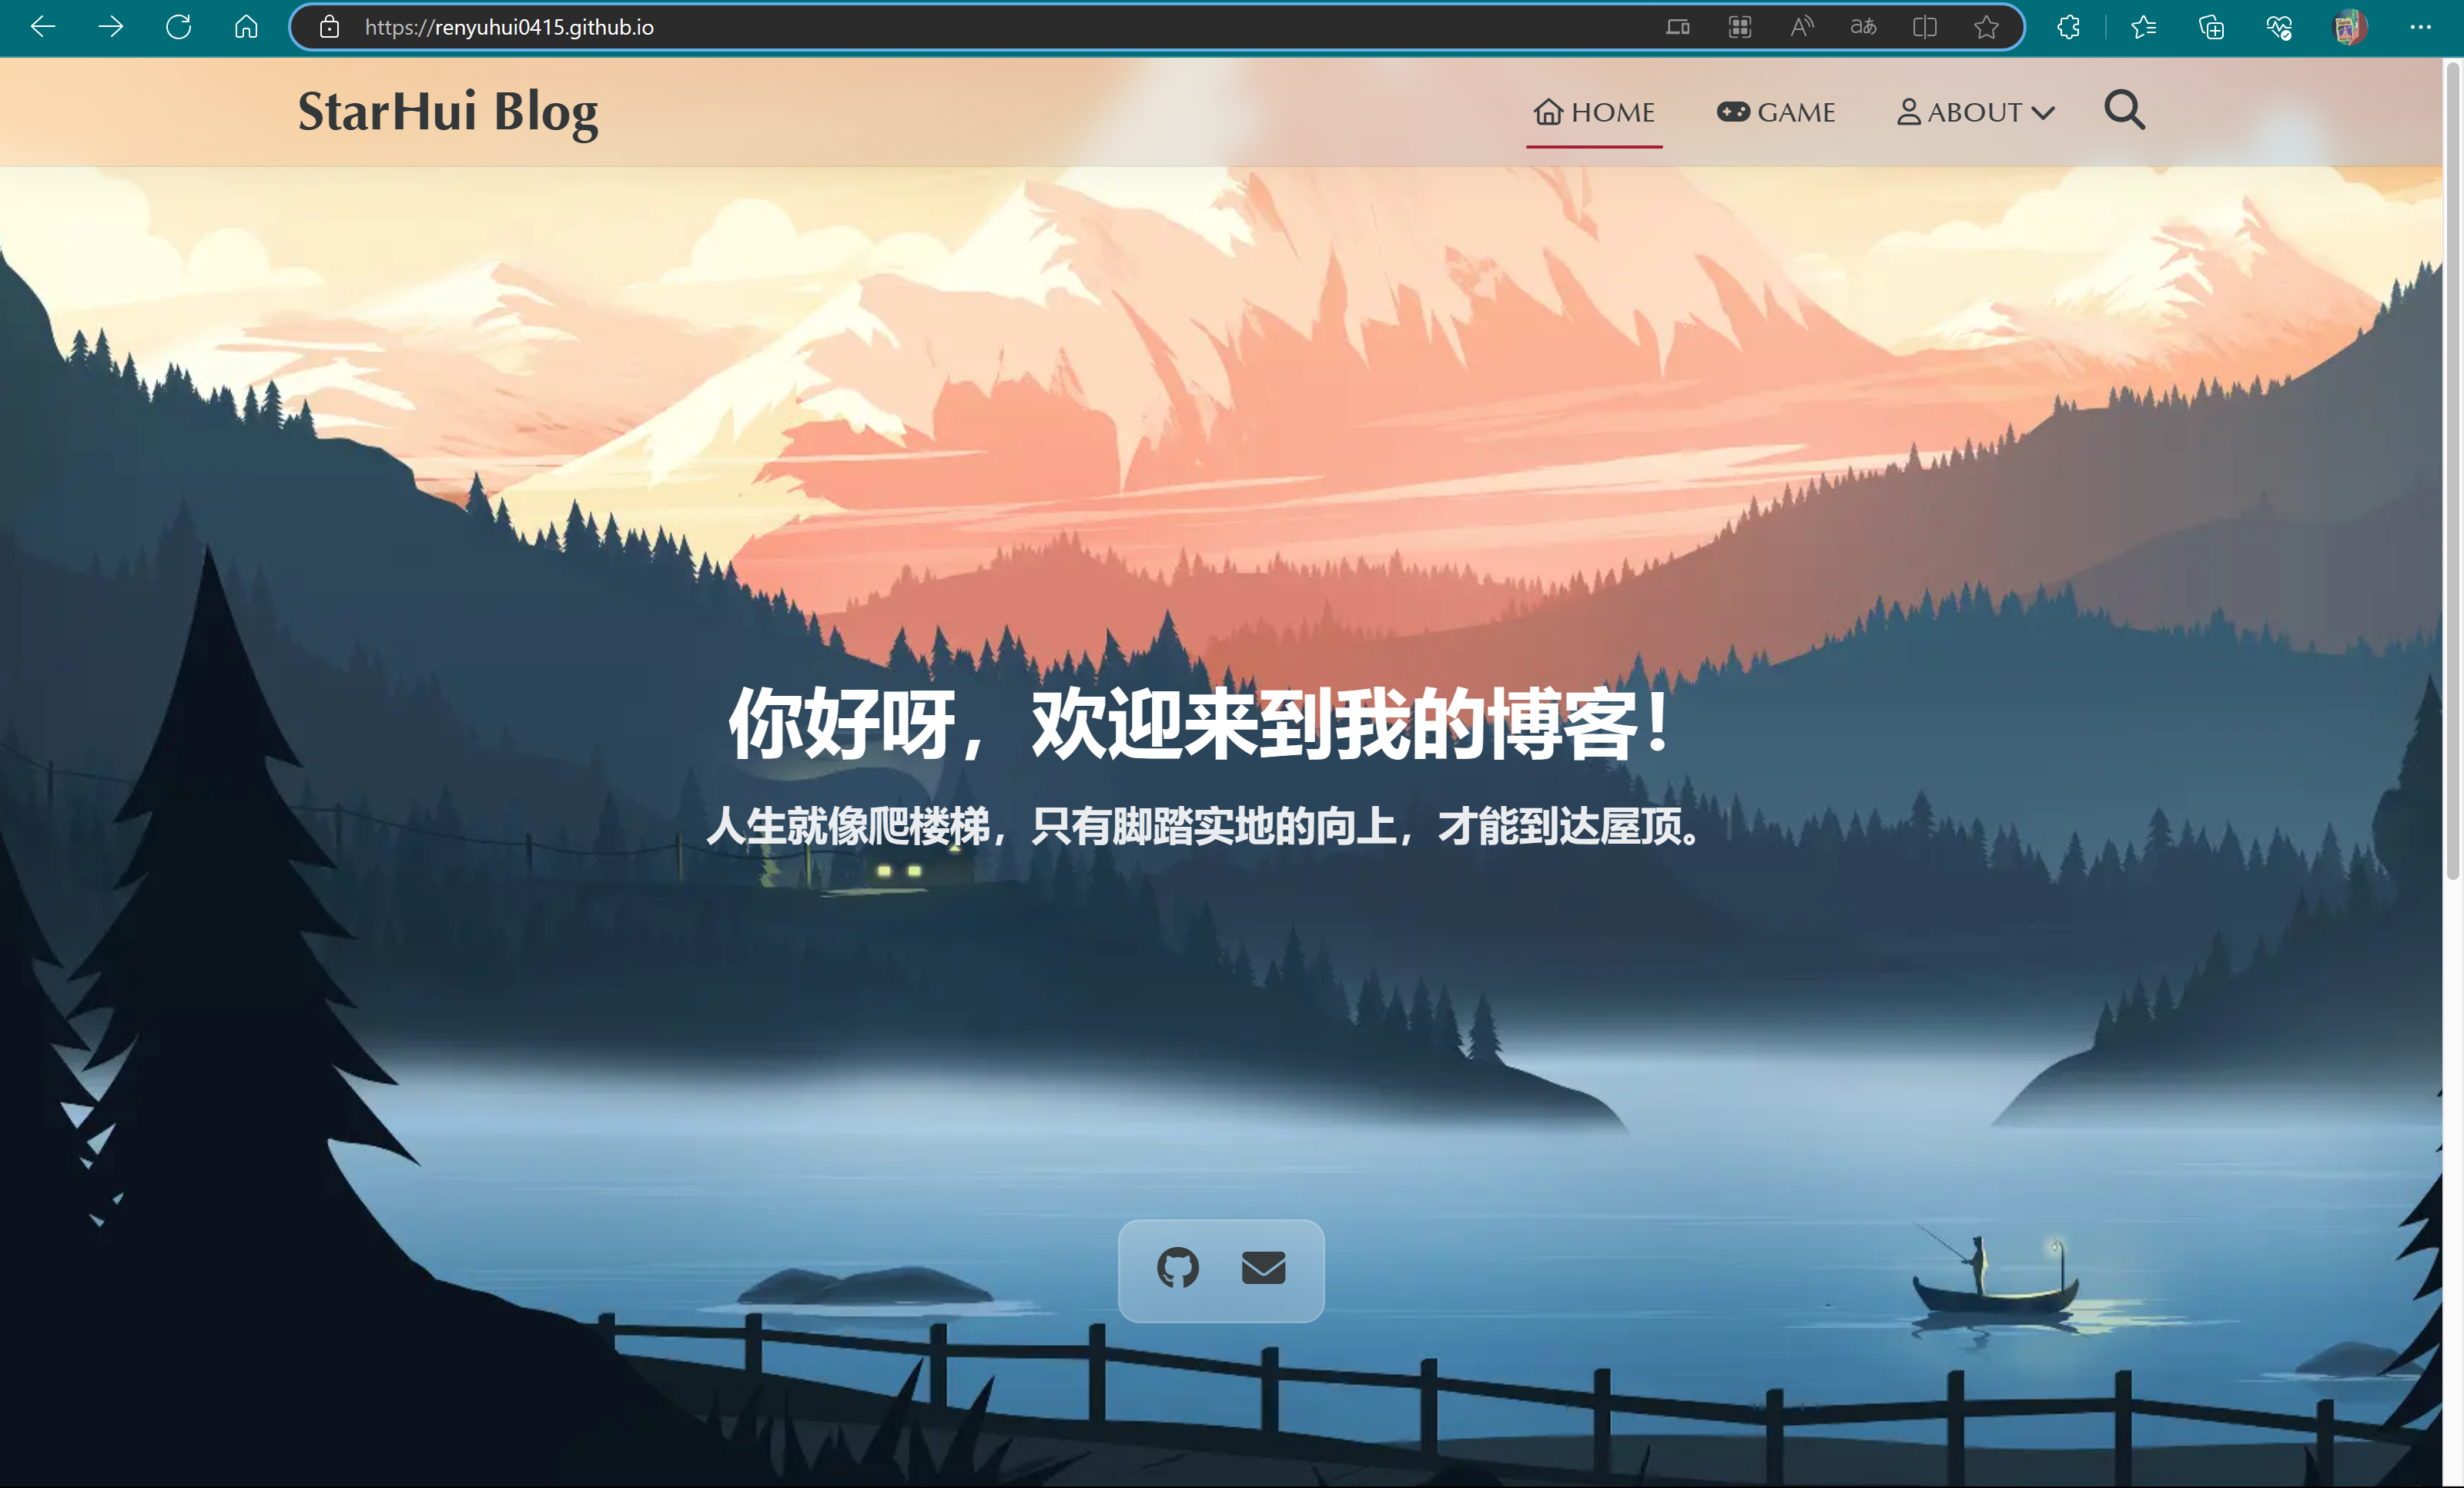 https://renyuhui0415.github.io
StarHui Blog
HOME
GAME
ABOUT
你好呀，欢迎来到我的博客！
人生就像爬楼梯，只有脚踏实地的向上，才能到达屋顶。